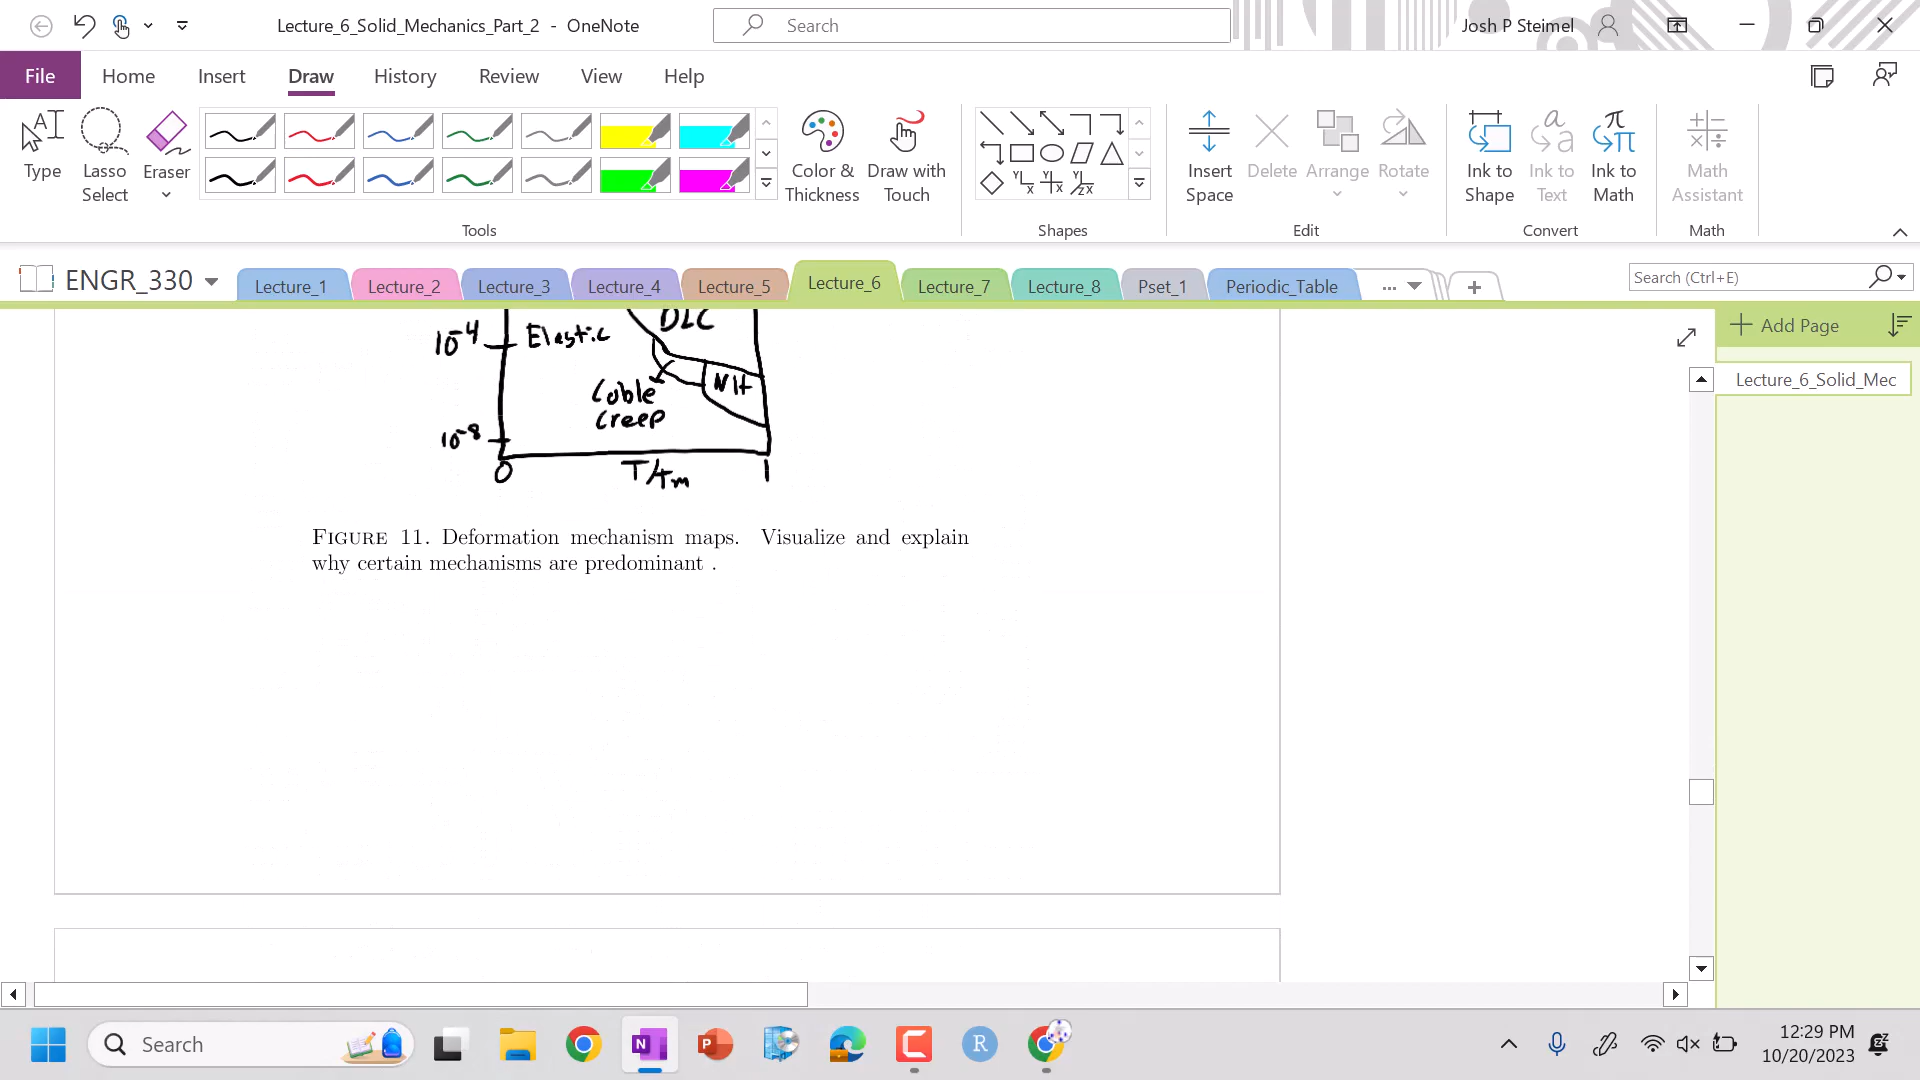 Lecture_6_Solid_Mechanics_Part_2 - OneNote
Search
Josh P Steimel
File
Home
Insert
Draw
History
Review
View
Help
Type
Lasso
Select
Eraser
Color &
Thickness
Draw with
Touch
Tools
Shapes
Insert
Space
Delete
Arrange
Rotate
Edit
Ink to
Shape
Ink to
Text
Ink to
Math
Convert
Math
Assistant
Math
ENGR_330
Lecture_1
Lecture_2
Lecture_3
Lecture_4
Lecture_5
Lecture_6
Lecture_7
Lecture_8
Pset_1
Periodic_Table
...
Search (Ctrl+E)
Add Page
Lecture_6_Solid_Mec
DLC
10⁻⁴
Elastic
Coble
Creep
NH
10⁻⁸
0
T/Tm
1
FIGURE 11. Deformation mechanism maps. Visualize and explain
why certain mechanisms are predominant .
Search
12:29 PM
10/20/2023